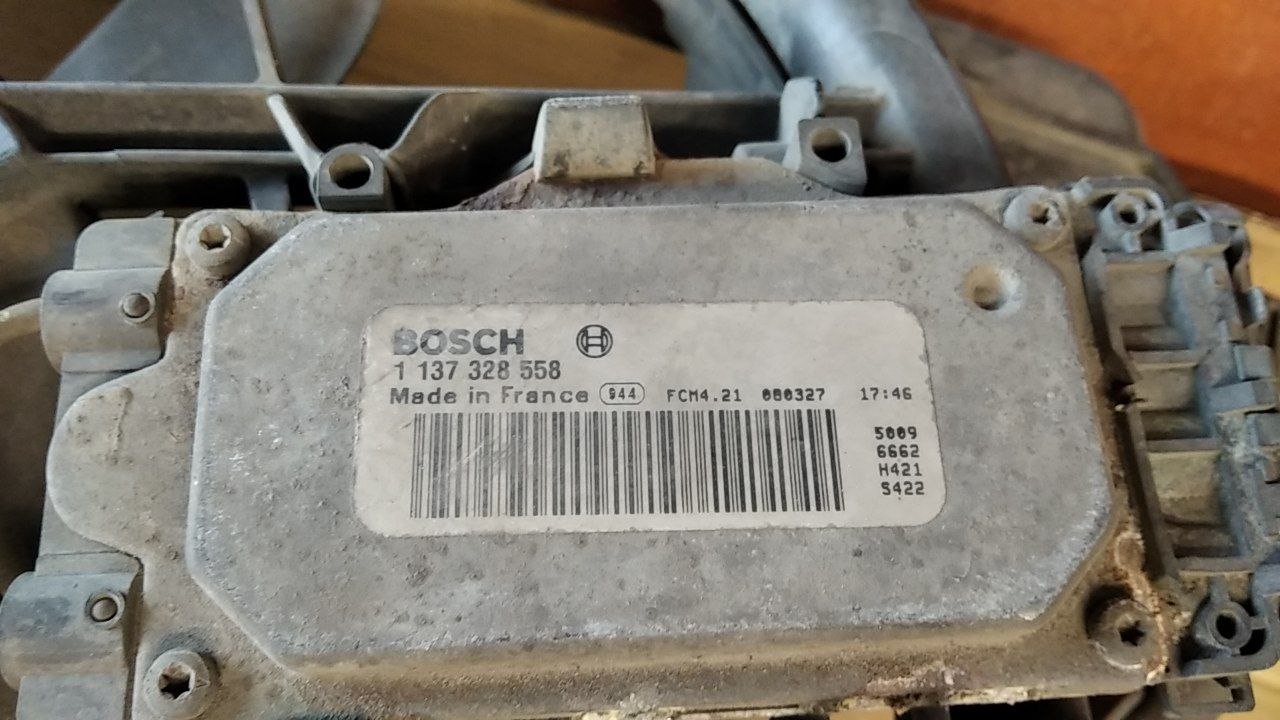 BOSCH
1 137 328 558
Made in France 944 FCM4.21 080327 17:46
5009
6662
H421
S422